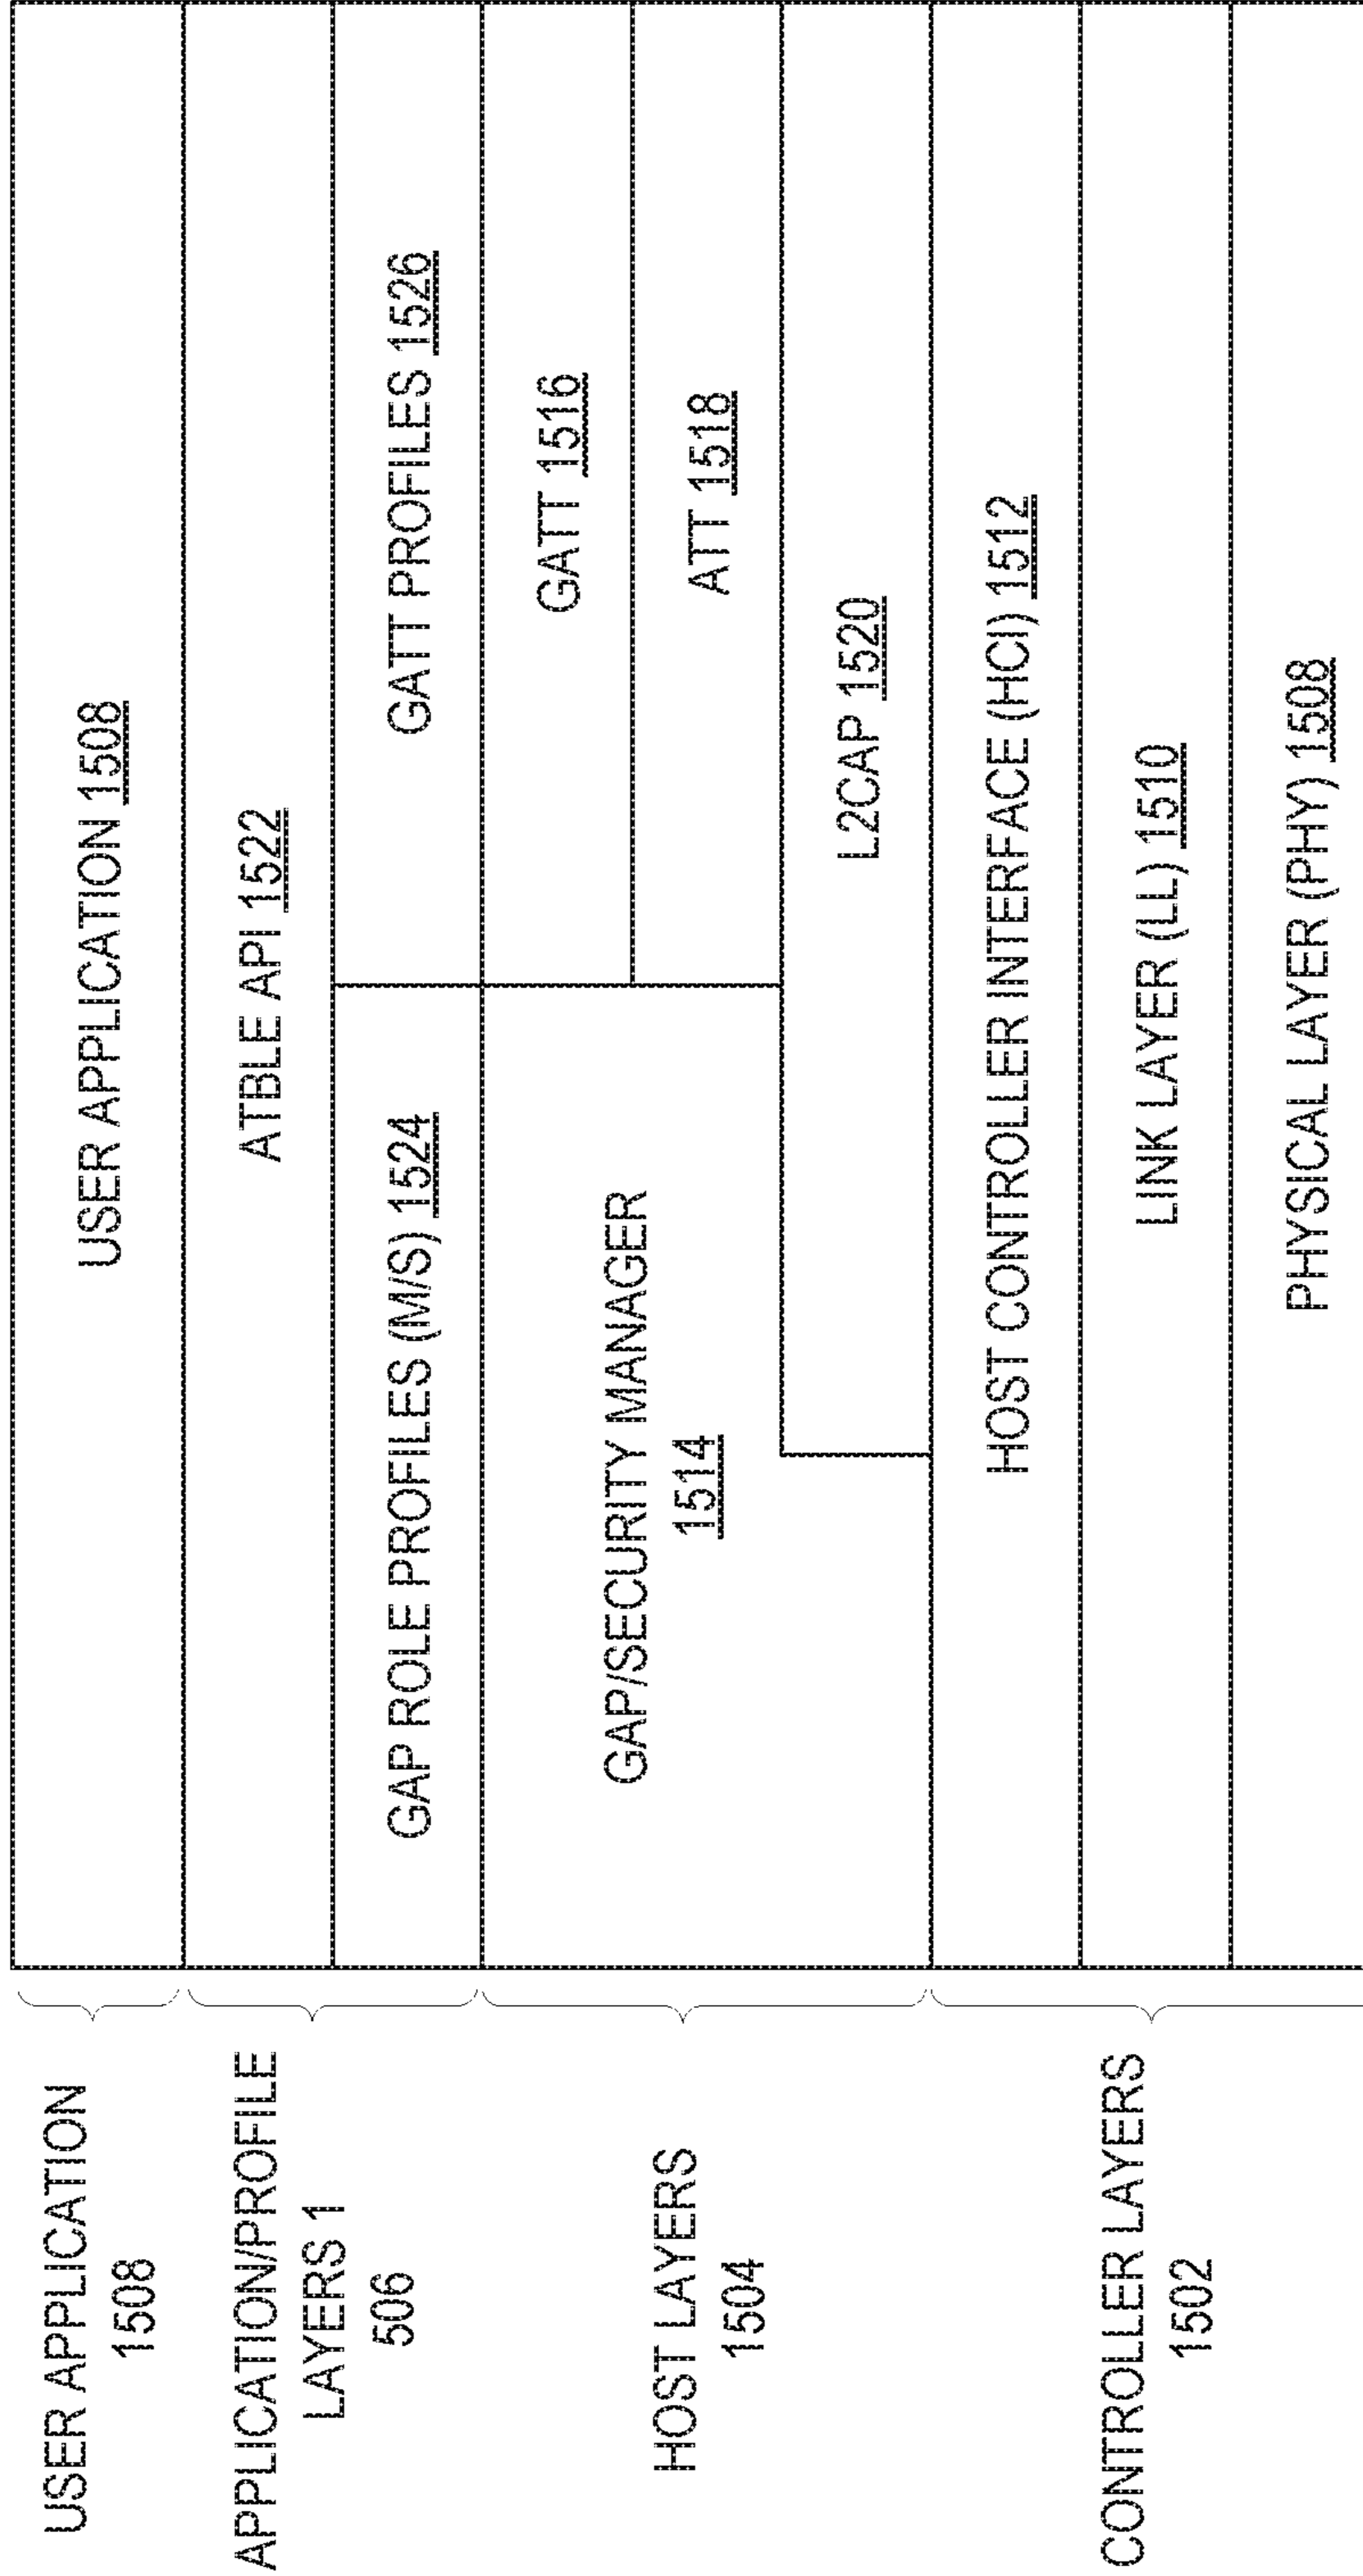 USER APPLICATION
1508
USER APPLICATION 1508
APPLICATION/PROFILE
LAYERS 1
506
ATBLE API 1522
GAP ROLE PROFILES (M/S) 1524
GATT PROFILES 1526
HOST LAYERS
1504
GAP/SECURITY MANAGER
1514
GATT 1516
ATT 1518
L2CAP 1520
CONTROLLER LAYERS
1502
HOST CONTROLLER INTERFACE (HCI) 1512
LINK LAYER (LL) 1510
PHYSICAL LAYER (PHY) 1508